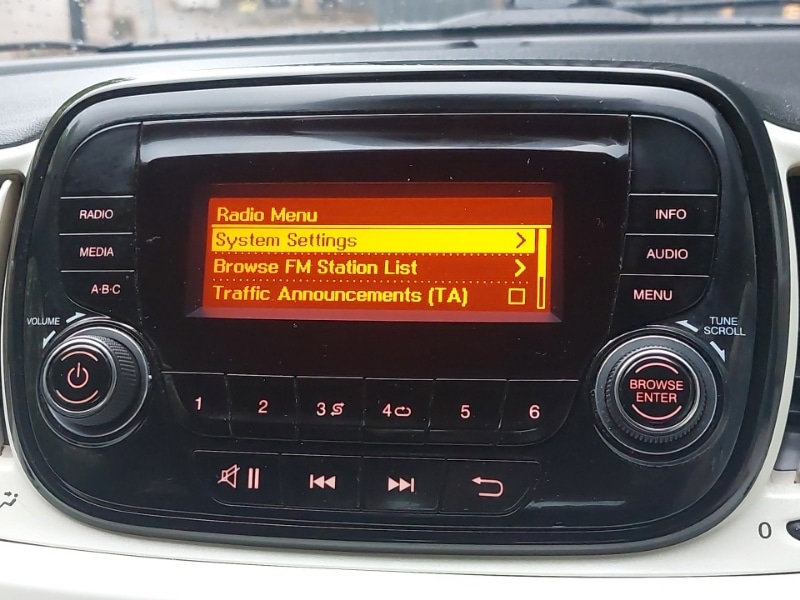 Radio Menu
System Settings
Browse FM Station List
Traffic Announcements (TA)
RADIO
MEDIA
A·B·C
VOLUME
INFO
AUDIO
MENU
TUNE
SCROLL
BROWSE
ENTER
1 2 3 4 5 6
0